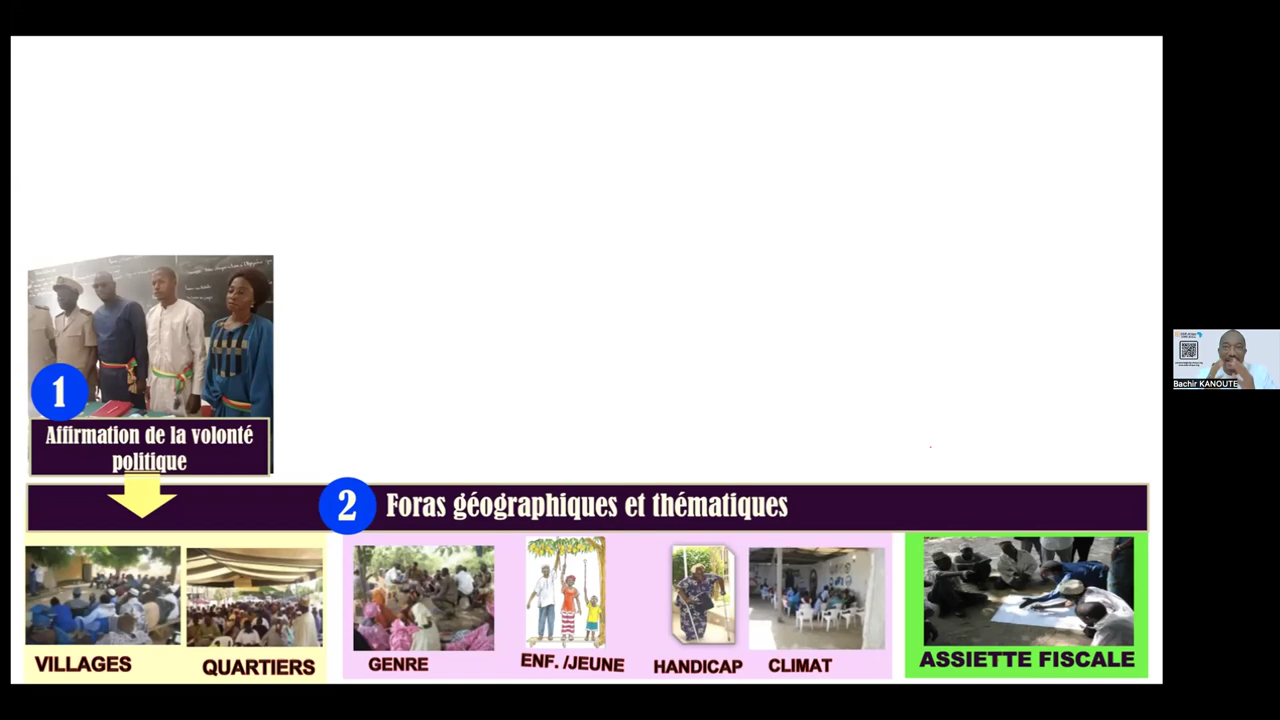 1
Affirmation de la volonté
politique
2
Foras géographiques et thématiques
VILLAGES
QUARTIERS
GENRE
ENF. /JEUNE
HANDICAP
CLIMAT
ASSIETTE FISCALE
Bachir KANOUTE